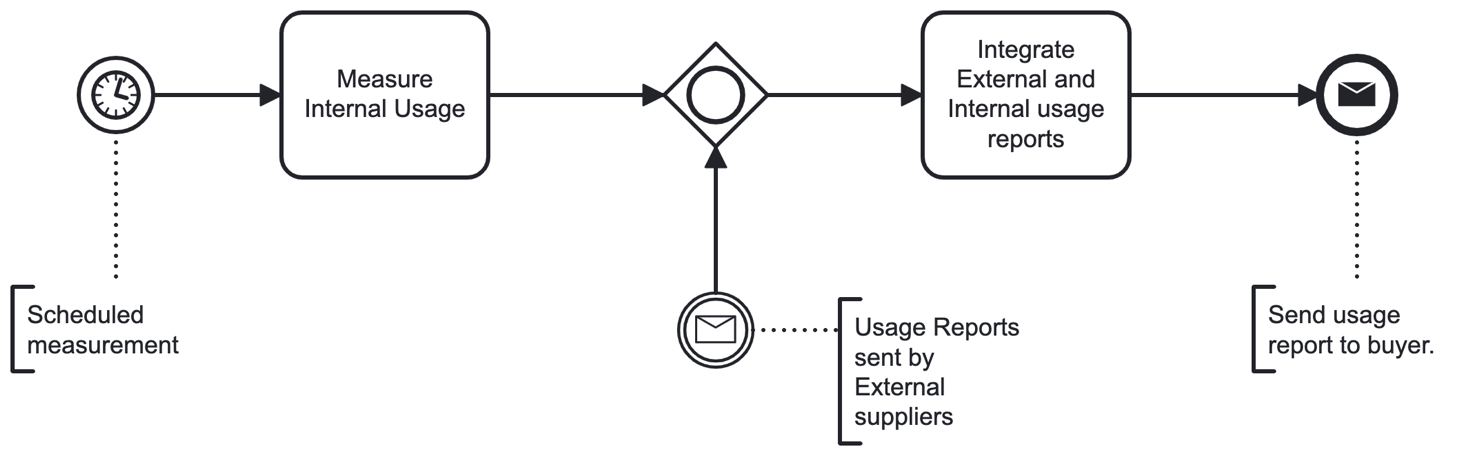 Measure
Internal Usage
Integrate
External and
Internal usage
reports
Scheduled
measurement
Usage Reports
sent by
External
suppliers
Send usage
report to buyer.